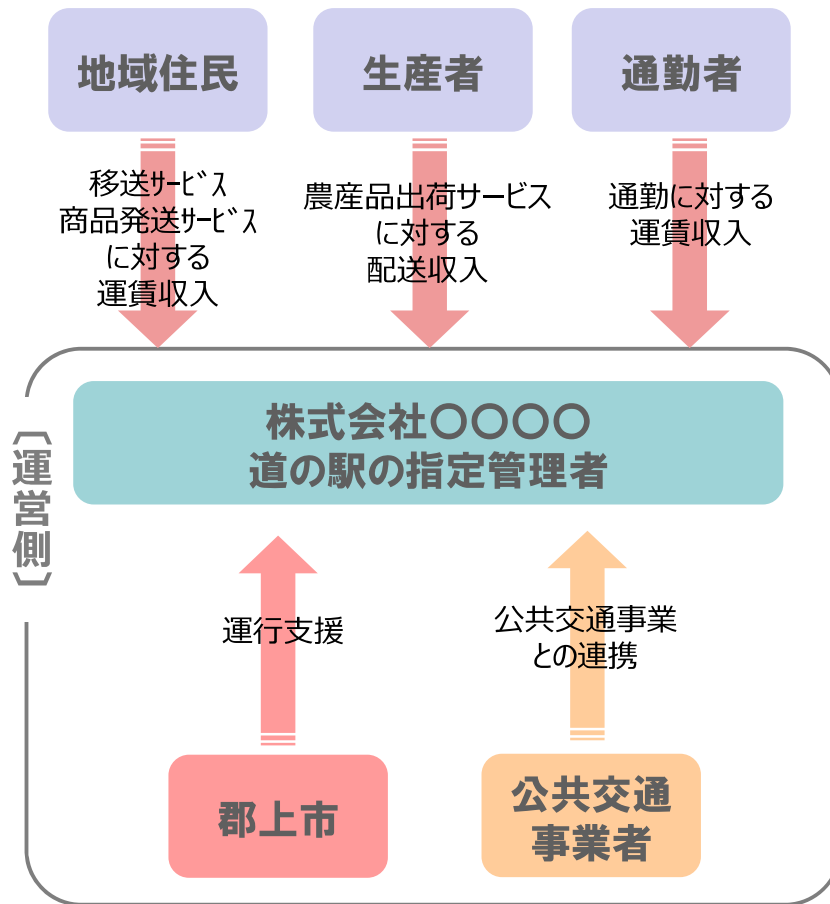 地域住民
生産者
通勤者
移送ｻｰﾋﾞｽ
商品発送ｻｰﾋﾞｽ
に対する
運賃収入
農産品出荷サービス
に対する
配送収入
通勤に対する
運賃収入
〔運営側〕
株式会社〇〇〇〇
道の駅の指定管理者
運行支援
公共交通事業
との連携
郡上市
公共交通
事業者